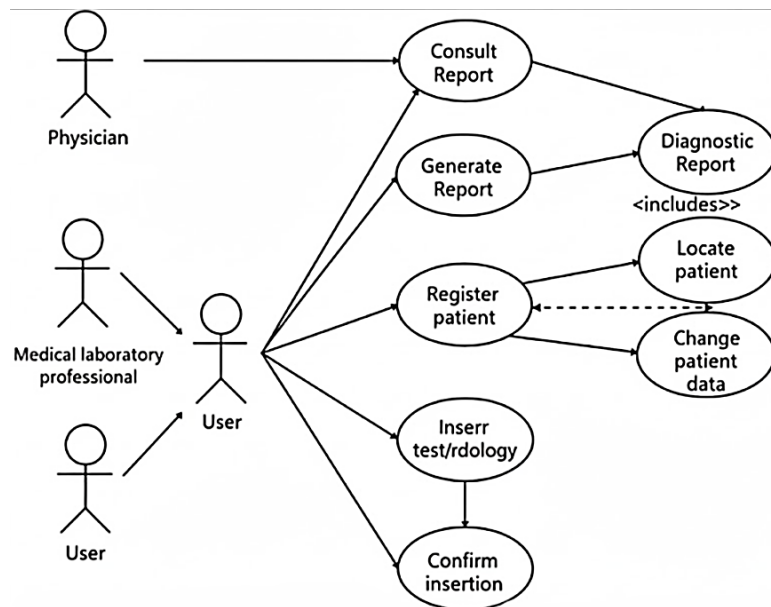 Physician
Consult
Report
Generate
Report
Diagnostic
Report
<includes>>
Locate
patient
Register
patient
Change
patient
data
Medical laboratory
professional
User
User
Inserr
test/rdology
Confirm
insertion